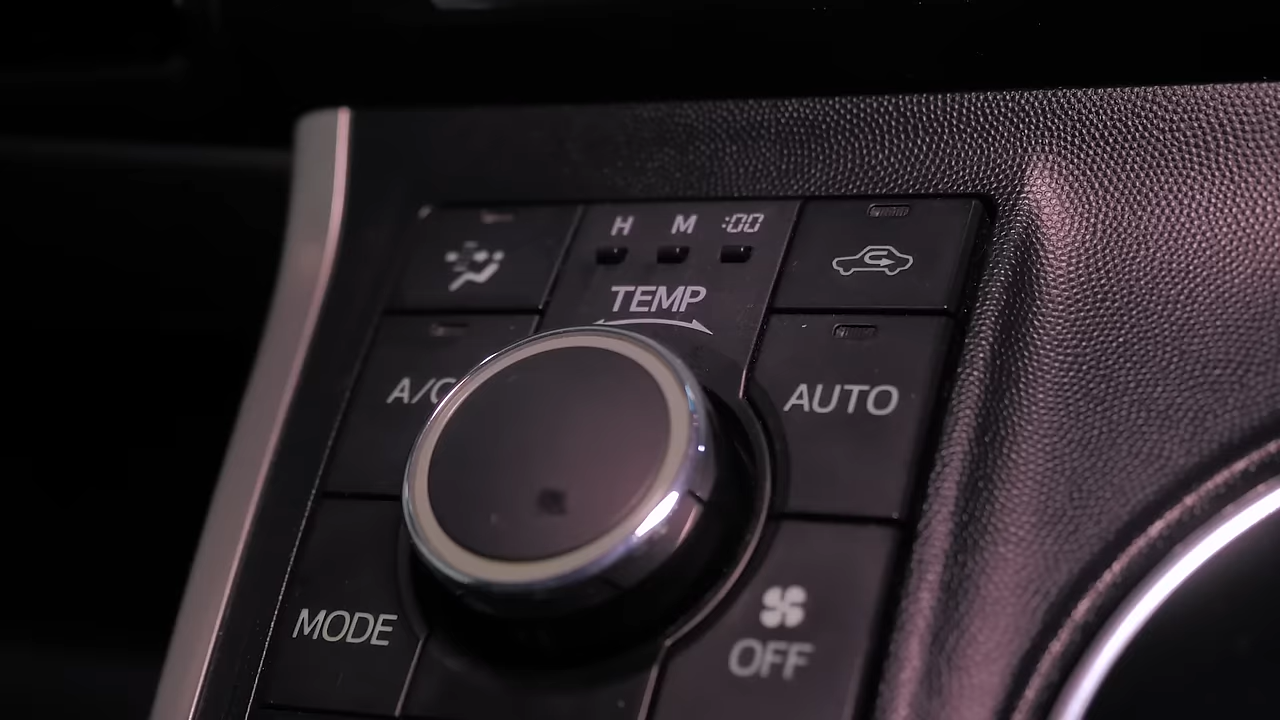 H M :00
TEMP
A/C
AUTO
MODE
OFF